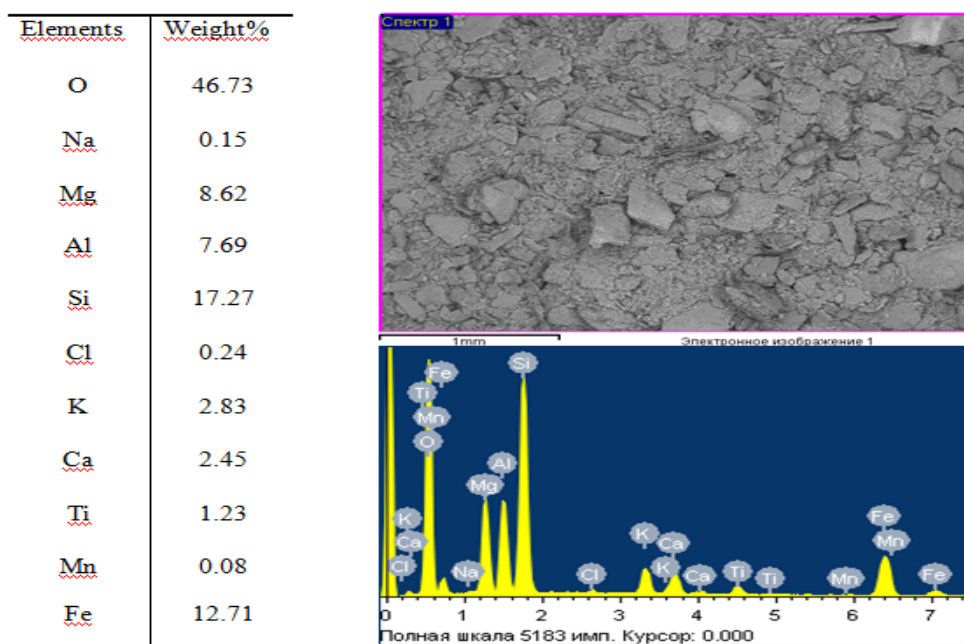 Elements Weight%
O 46.73
Na 0.15
Mg 8.62
Al 7.69
Si 17.27
Cl 0.24
K 2.83
Ca 2.45
Ti 1.23
Mn 0.08
Fe 12.71
Спектр 1
1mm Электронное изображение 1
Si
Fe
Ti
Mn
O
Al
Mg
K
Ca
Cl
Na
Cl
K
Ca
K
Ca
Ti
Ti
Mn
Fe
Mn
Fe
0 1 2 3 4 5 6 7
Полная шкала 5183 имп. Курсор: 0.000